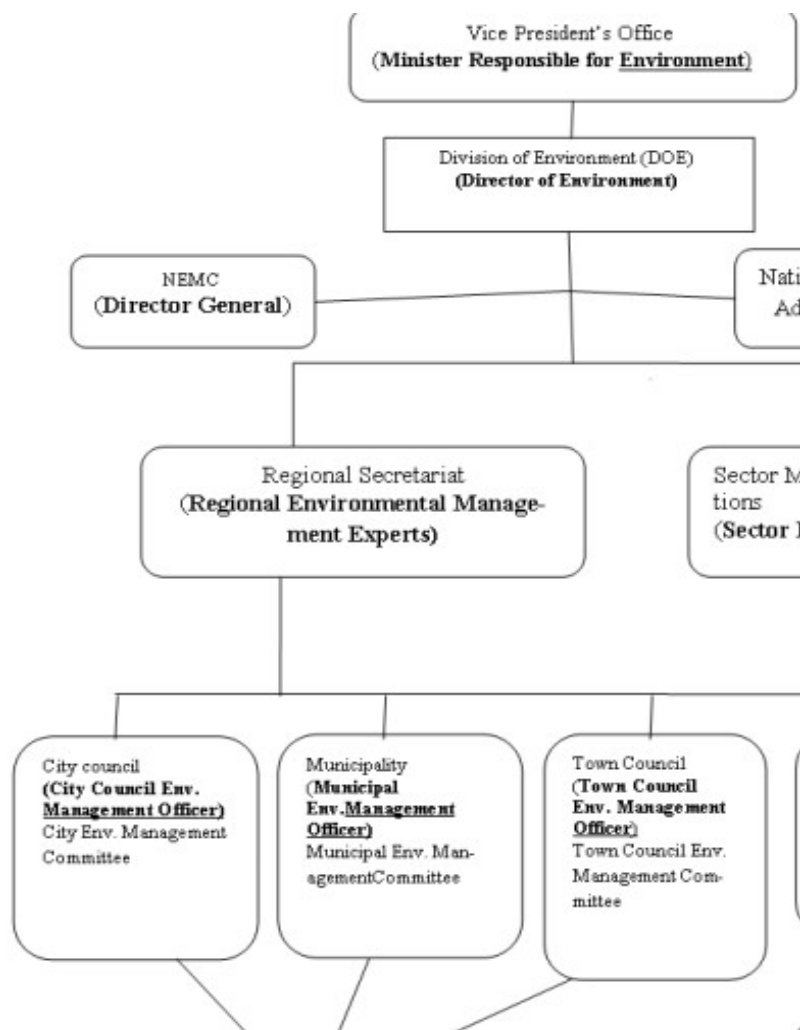 Vice President's Office
(Minister Responsible for Environment)
Division of Environment (DOE)
(Director of Environment)
NEMC
(Director General)
Regional Secretariat
(Regional Environmental Manage-
ment Experts)
Sector
tions
(Sector
City council
(City Council Env.
Management Officer)
City Env. Management
Committee
Municipality
(Municipal
Env.Management
Officer)
Municipal Env. Man-
agementCommittee
Town Council
(Town Council
Env. Management
Officer)
Town Council Env.
Management Com-
mittee